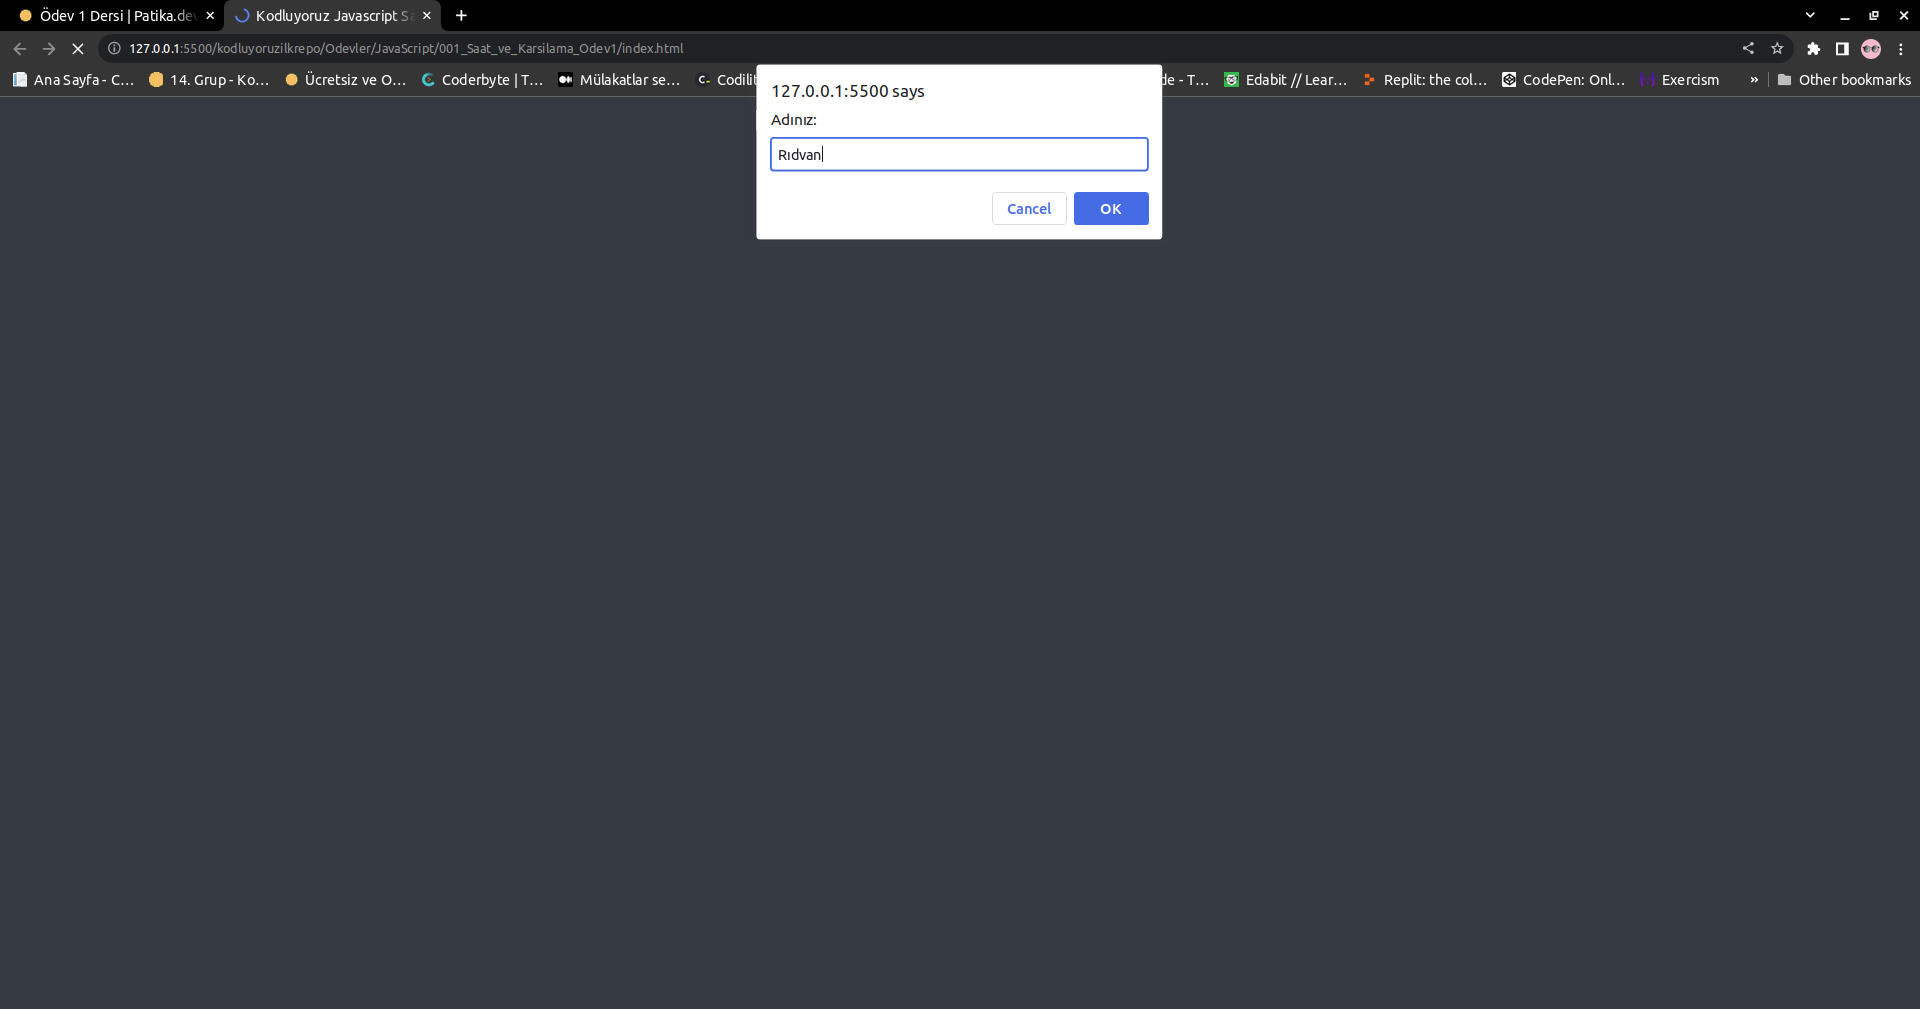 Ödev 1 Dersi | Patika.dev
Kodluyoruz Javascript Sa
127.0.0.1:5500/kodluyoruzilkrepo/Odevler/JavaScript/001_Saat_ve_Karsilama_Odev1/index.html
Ana Sayfa - C... 14. Grup - Ko... Ücretsiz ve O... Coderbyte | T... Mülakatlar se... Codilit de - T... Edabit // Lear... Replit: the col... CodePen: Onl... Exercism » Other bookmarks
127.0.0.1:5500 says
Adınız:
Rıdvan
Cancel OK